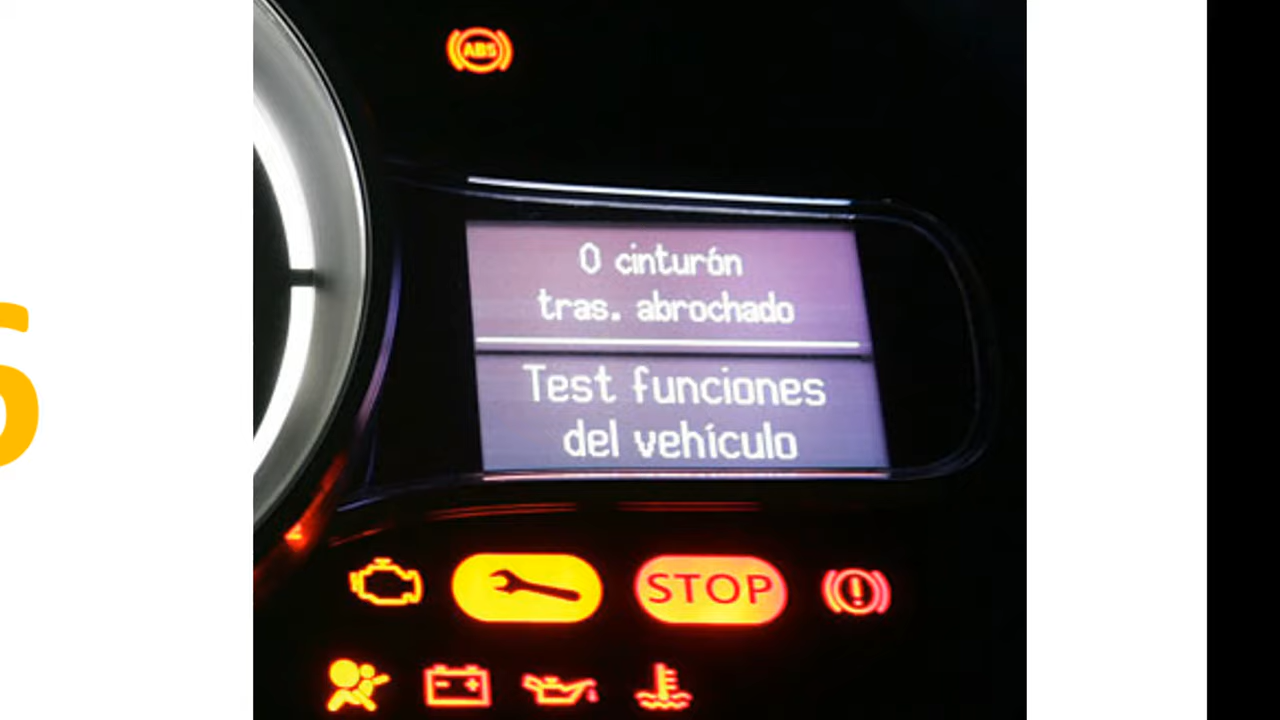 ABS
0 cinturón
tras. abrochado
Test funciones
del vehículo
STOP